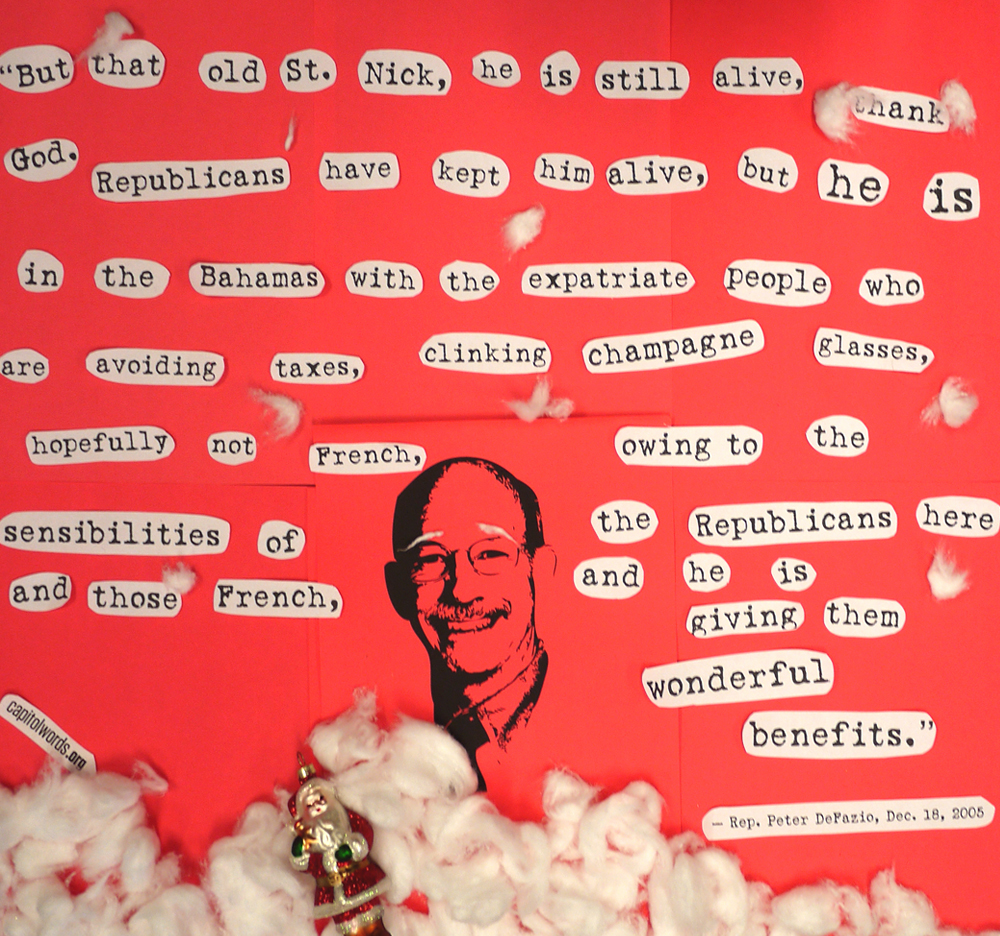 “But that old St. Nick, he is still alive, thank
God. Republicans have kept him alive, but he is
in the Bahamas with the expatriate people who
are avoiding taxes, clinking champagne glasses,
hopefully not French, owing to the
sensibilities of the Republicans here
and those French, and he is
giving them
wonderful
benefits.”
— Rep. Peter DeFazio, Dec. 18, 2005
capitolwords.org